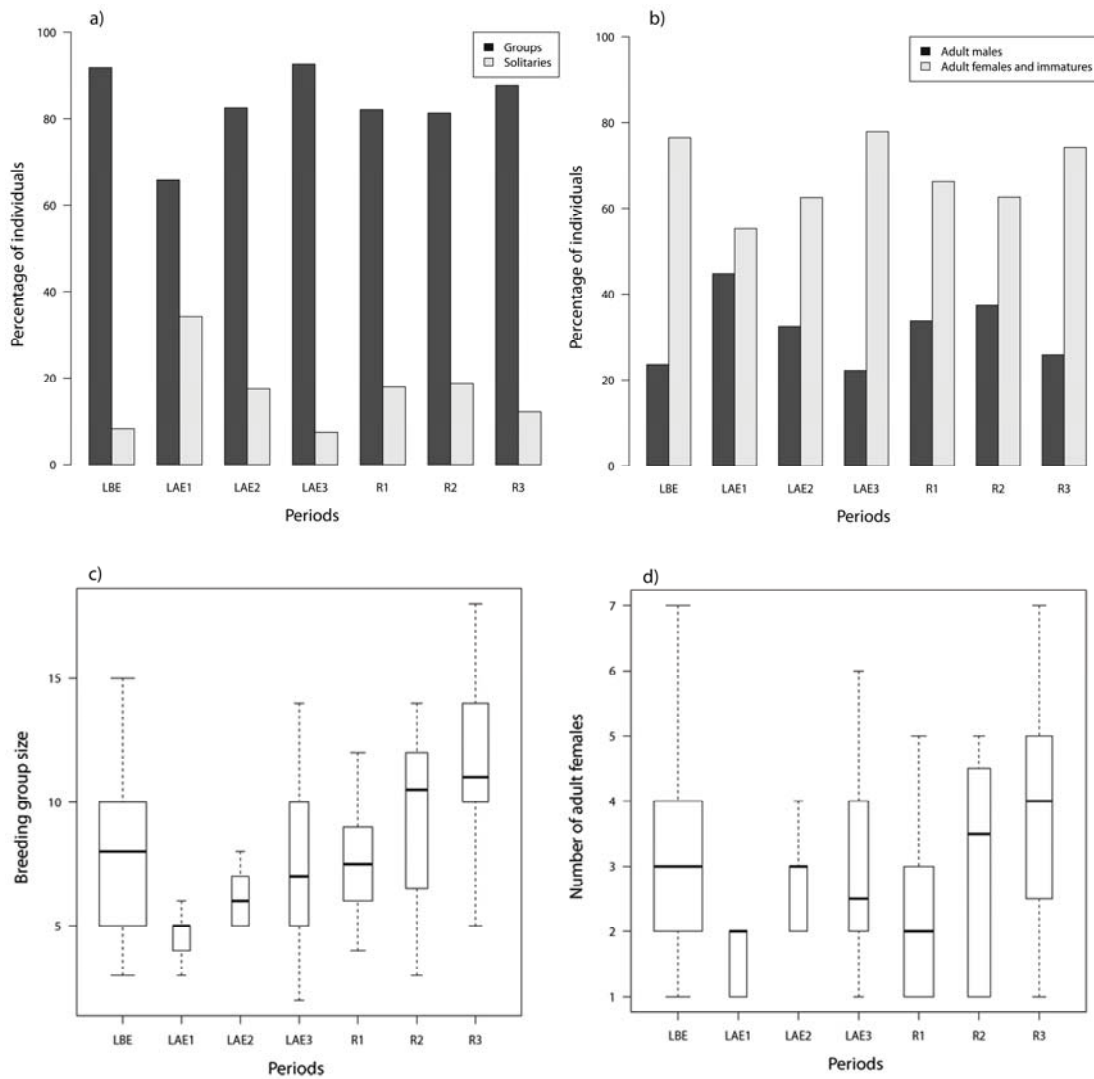 a)
100
80
60
40
20
0
Percentage of individuals
Groups
Solitaries
LBE LAE1 LAE2 LAE3 R1 R2 R3
Periods
b)
100
80
60
40
20
0
Percentage of individuals
Adult males
Adult females and immatures
LBE LAE1 LAE2 LAE3 R1 R2 R3
Periods
c)
15
10
5
Breeding group size
LBE LAE1 LAE2 LAE3 R1 R2 R3
Periods
d)
7
6
5
4
3
2
1
Number of adult females
LBE LAE1 LAE2 LAE3 R1 R2 R3
Periods